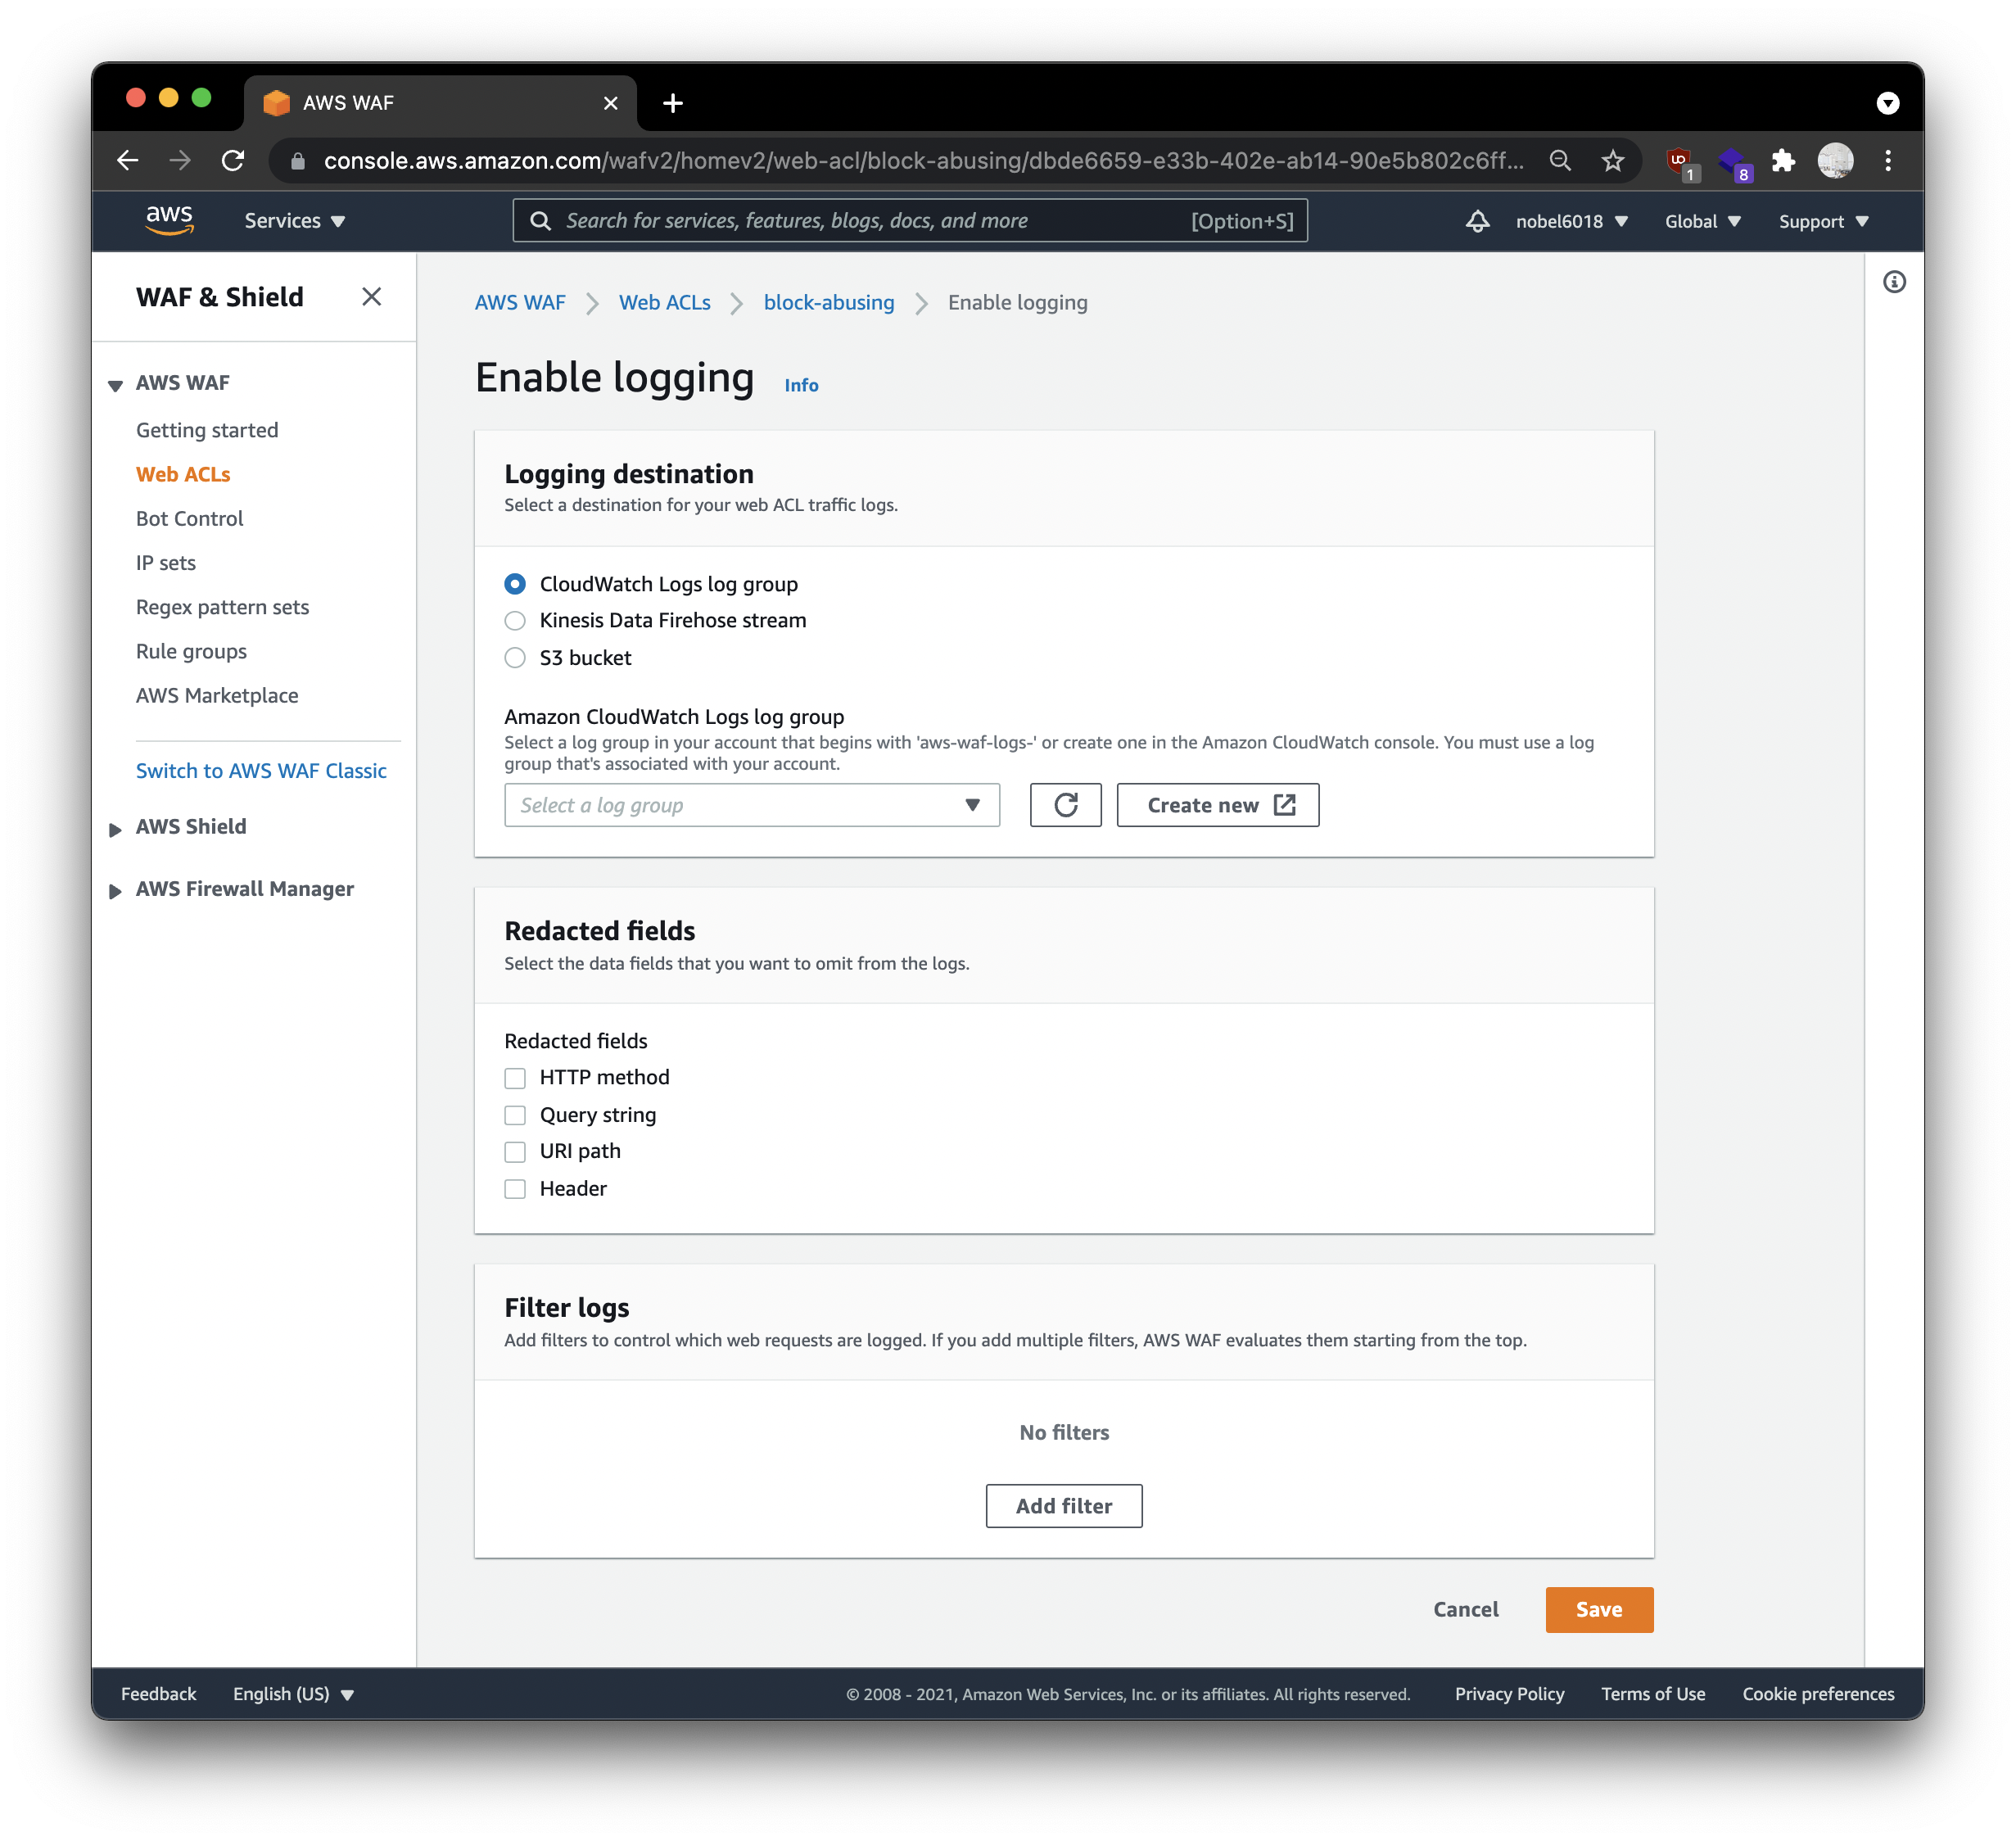 AWS WAF
console.aws.amazon.com/wafv2/homev2/web-acl/block-abusing/dbde6659-e33b-402e-ab14-90e5b802c6ff...
1
8
aws
Services
Search for services, features, blogs, docs, and more
[Option+S]
nobel6018
Global
Support
WAF & Shield
AWS WAF
Getting started
Web ACLs
Bot Control
IP sets
Regex pattern sets
Rule groups
AWS Marketplace
Switch to AWS WAF Classic
AWS Shield
AWS Firewall Manager
AWS WAF
Web ACLs
block-abusing
Enable logging
Enable logging
Info
Logging destination
Select a destination for your web ACL traffic logs.
CloudWatch Logs log group
Kinesis Data Firehose stream
S3 bucket
Amazon CloudWatch Logs log group
Select a log group in your account that begins with 'aws-waf-logs-' or create one in the Amazon CloudWatch console. You must use a log
group that's associated with your account.
Select a log group
Create new
Redacted fields
Select the data fields that you want to omit from the logs.
Redacted fields
HTTP method
Query string
URI path
Header
Filter logs
Add filters to control which web requests are logged. If you add multiple filters, AWS WAF evaluates them starting from the top.
No filters
Add filter
Cancel
Save
Feedback
English (US)
© 2008 - 2021, Amazon Web Services, Inc. or its affiliates. All rights reserved.
Privacy Policy
Terms of Use
Cookie preferences